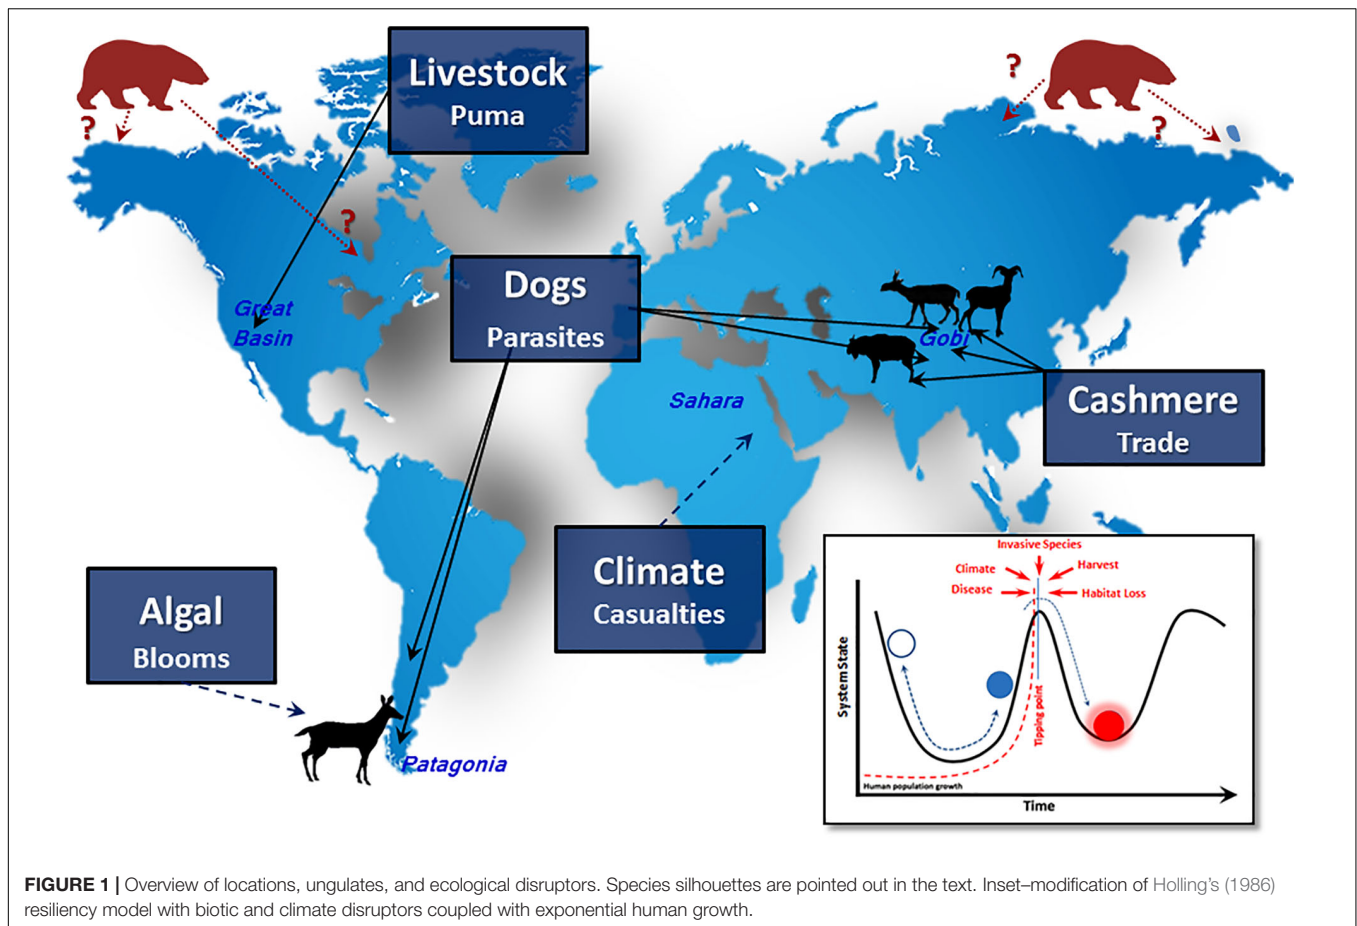 Livestock
Puma
?
?
?
?
?
Great
Basin
Dogs
Parasites
Gobi
Sahara
Cashmere
Trade
Climate
Casualties
Algal
Blooms
Patagonia
Invasive Species
Climate
Harvest
Disease
Habitat Loss
System State
Tipping point
Human population growth
Time
FIGURE 1 | Overview of locations, ungulates, and ecological disruptors. Species silhouettes are pointed out in the text. Inset–modification of Holling's (1986)
resiliency model with biotic and climate disruptors coupled with exponential human growth.